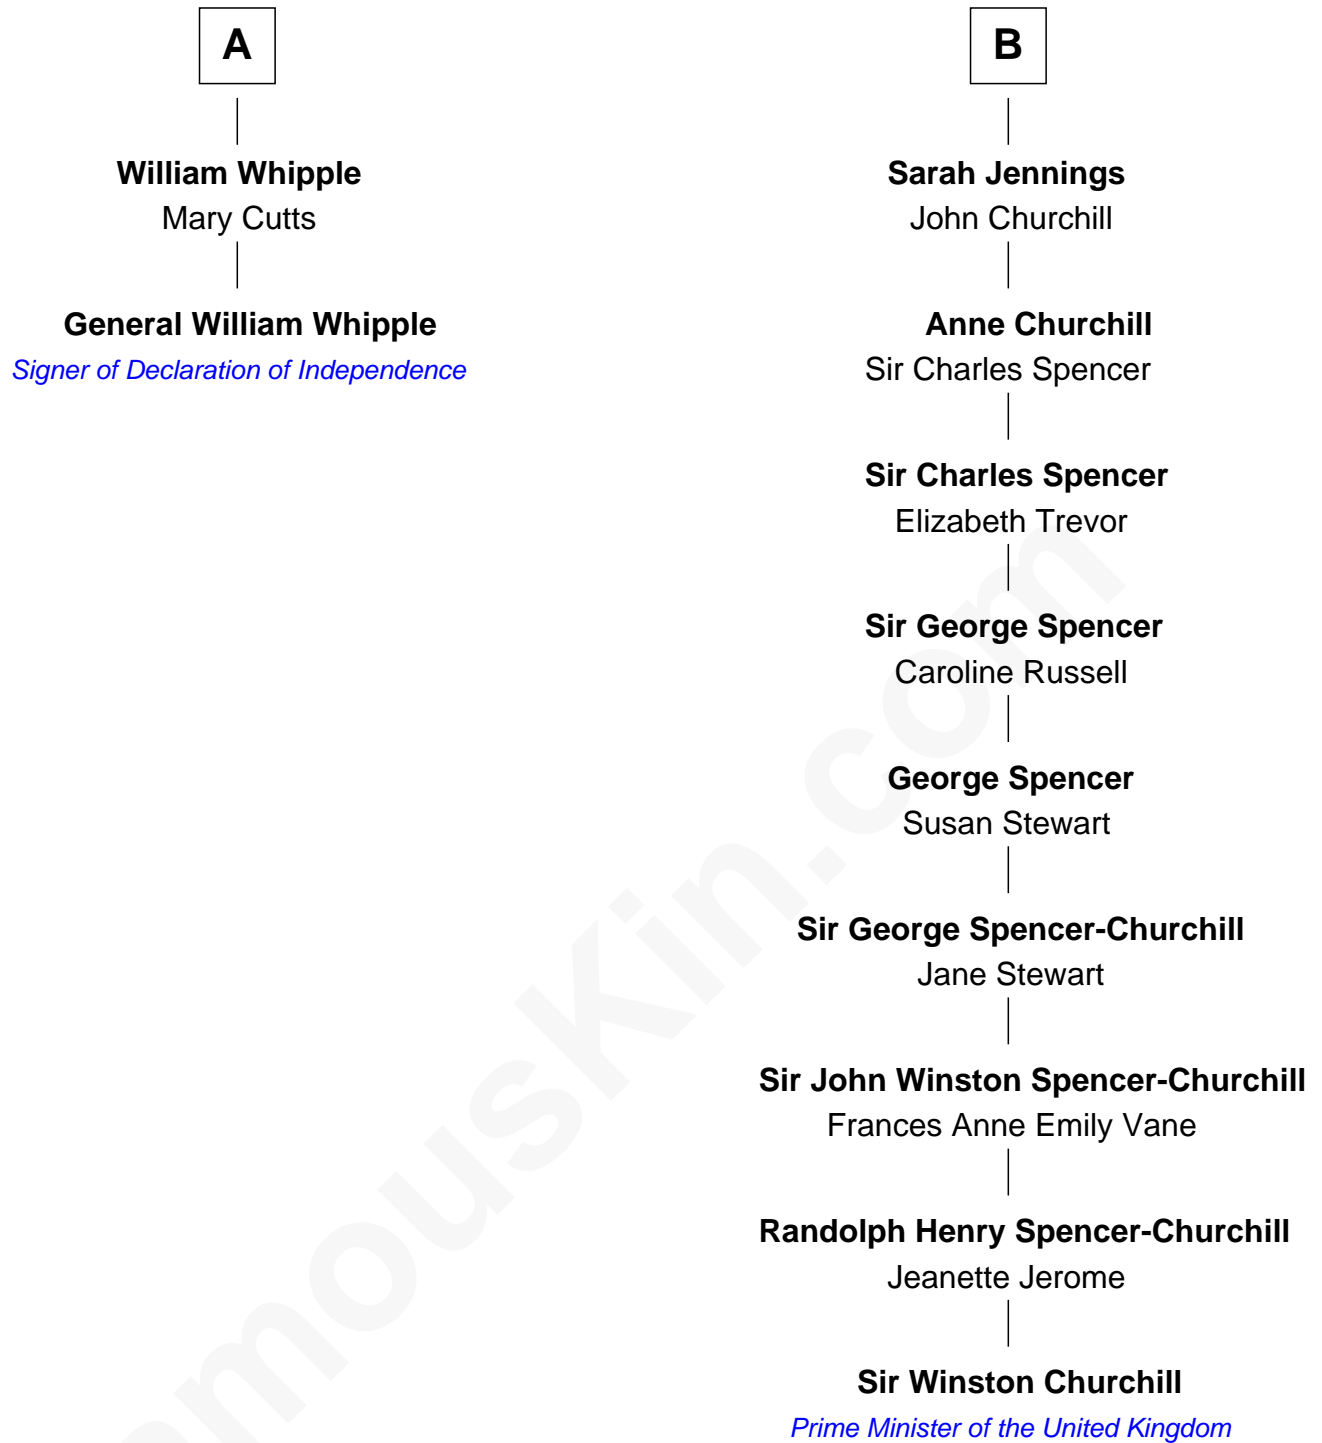 A
William Whipple
Mary Cutts
General William Whipple
Signer of Declaration of Independence
B
Sarah Jennings
John Churchill
Anne Churchill
Sir Charles Spencer
Sir Charles Spencer
Elizabeth Trevor
Sir George Spencer
Caroline Russell
George Spencer
Susan Stewart
Sir George Spencer-Churchill
Jane Stewart
Sir John Winston Spencer-Churchill
Frances Anne Emily Vane
Randolph Henry Spencer-Churchill
Jeanette Jerome
Sir Winston Churchill
Prime Minister of the United Kingdom
amouskin.com